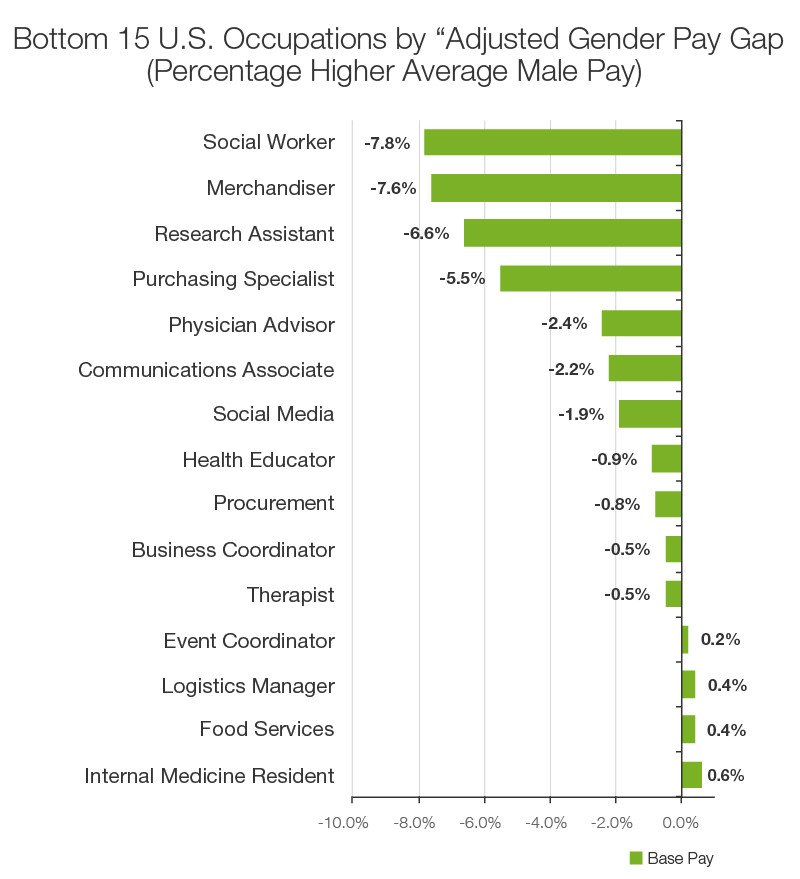 Bottom 15 U.S. Occupations by “Adjusted Gender Pay Gap
(Percentage Higher Average Male Pay)
Social Worker -7.8%
Merchandiser -7.6%
Research Assistant -6.6%
Purchasing Specialist -5.5%
Physician Advisor -2.4%
Communications Associate -2.2%
Social Media -1.9%
Health Educator -0.9%
Procurement -0.8%
Business Coordinator -0.5%
Therapist -0.5%
Event Coordinator 0.2%
Logistics Manager 0.4%
Food Services 0.4%
Internal Medicine Resident 0.6%
-10.0% -8.0% -6.0% -4.0% -2.0% 0.0%
Base Pay